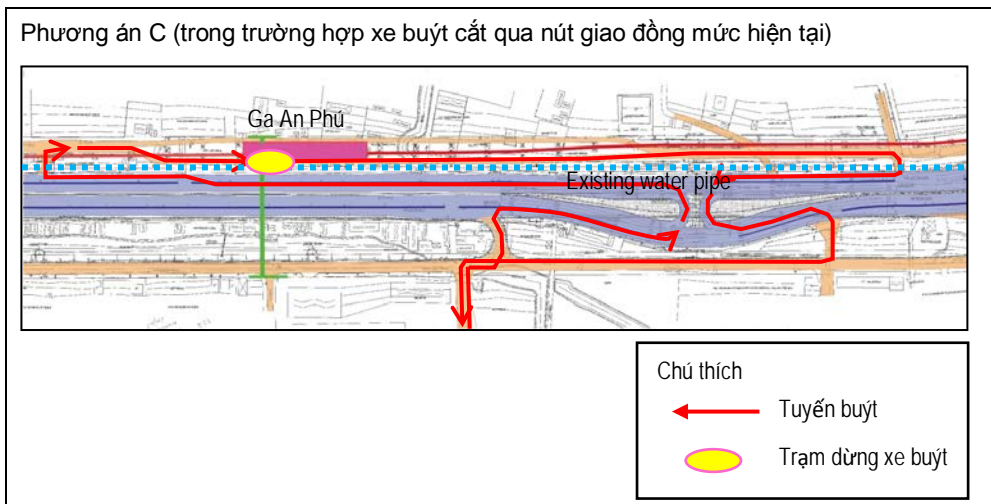 Phương án C (trong trường hợp xe buýt cắt qua nút giao đồng mức hiện tại)
Ga An Phú
Existing water pipe
Chú thích
Tuyến buýt
Trạm dừng xe buýt